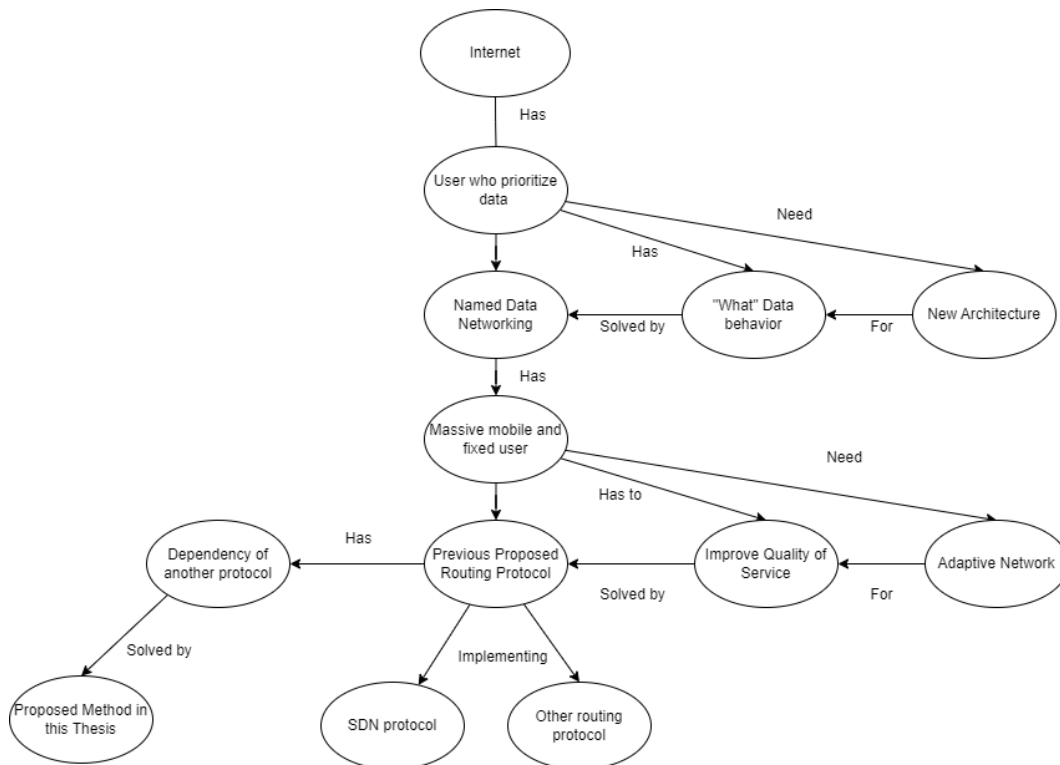 Internet
Has
User who prioritize
data
Need
Has
Named Data
Networking
Solved by
"What" Data
behavior
For
New Architecture
Has
Massive mobile and
fixed user
Need
Has to
Has
Dependency of
another protocol
Previous Proposed
Routing Protocol
Solved by
Improve Quality of
Service
For
Adaptive Network
Solved by
Implementing
Proposed Method in
this Thesis
SDN protocol
Other routing
protocol